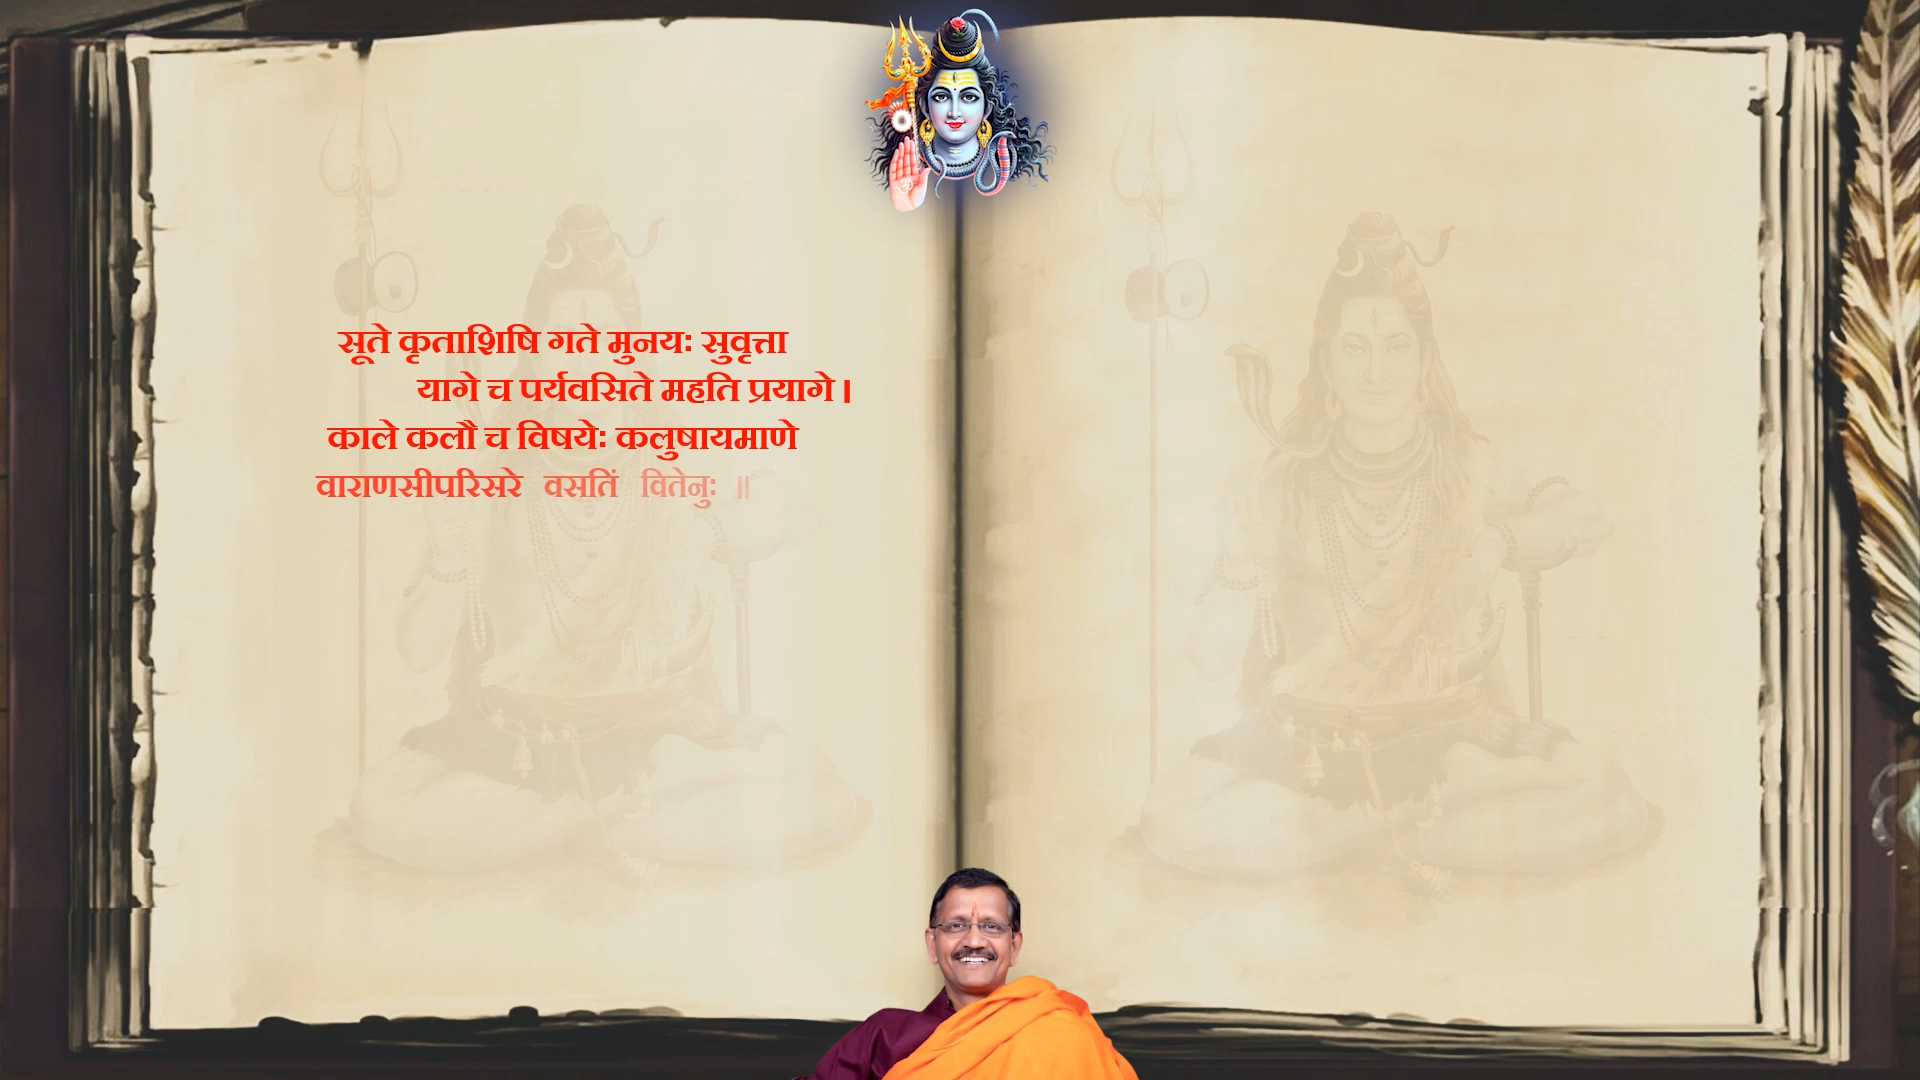 सूते कृताशिषि गते मुनयः सुवृत्ता
यागे च पर्यवसिते महति प्रयागे ।
काले कलौ च विषयेः कलुषायमाणे
वाराणसीपरिसरे वसतिं वितेनुः ॥